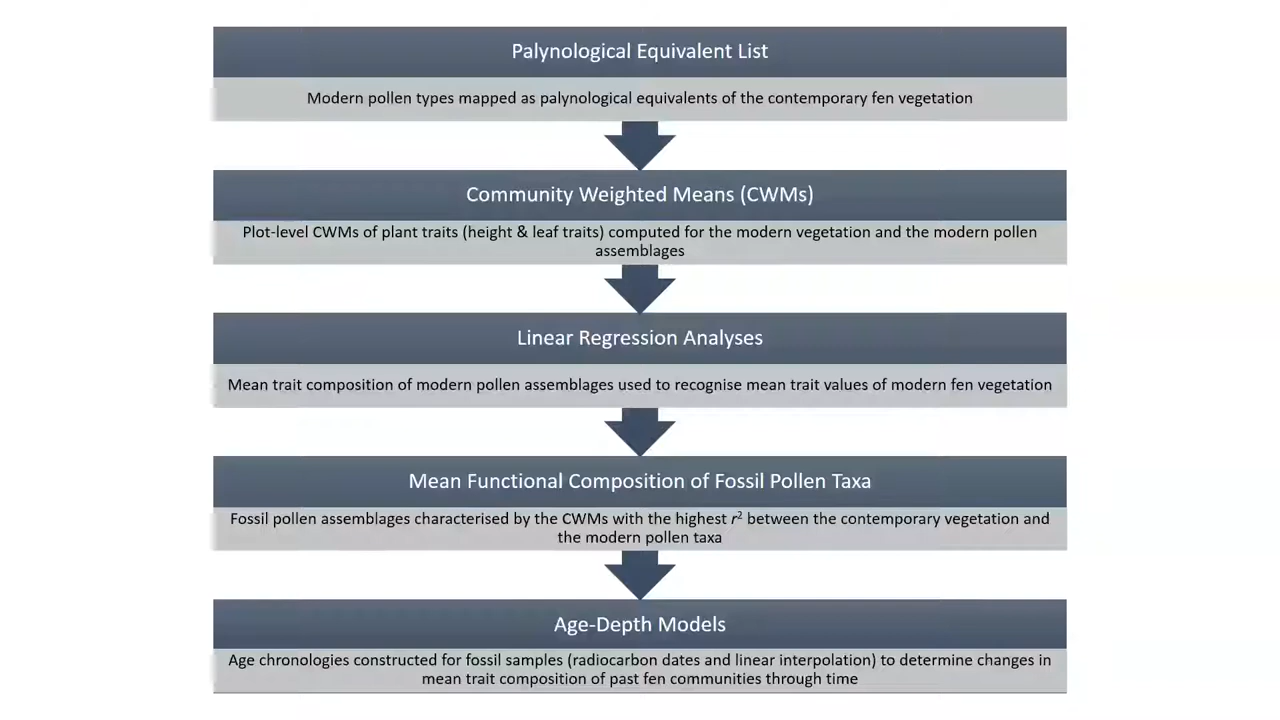 Palynological Equivalent List
Modern pollen types mapped as palynological equivalents of the contemporary fen vegetation
Community Weighted Means (CWMs)
Plot-level CWMs of plant traits (height & leaf traits) computed for the modern vegetation and the modern pollen
assemblages
Linear Regression Analyses
Mean trait composition of modern pollen assemblages used to recognise mean trait values of modern fen vegetation
Mean Functional Composition of Fossil Pollen Taxa
Fossil pollen assemblages characterised by the CWMs with the highest r² between the contemporary vegetation and
the modern pollen taxa
Age-Depth Models
Age chronologies constructed for fossil samples (radiocarbon dates and linear interpolation) to determine changes in
mean trait composition of past fen communities through time